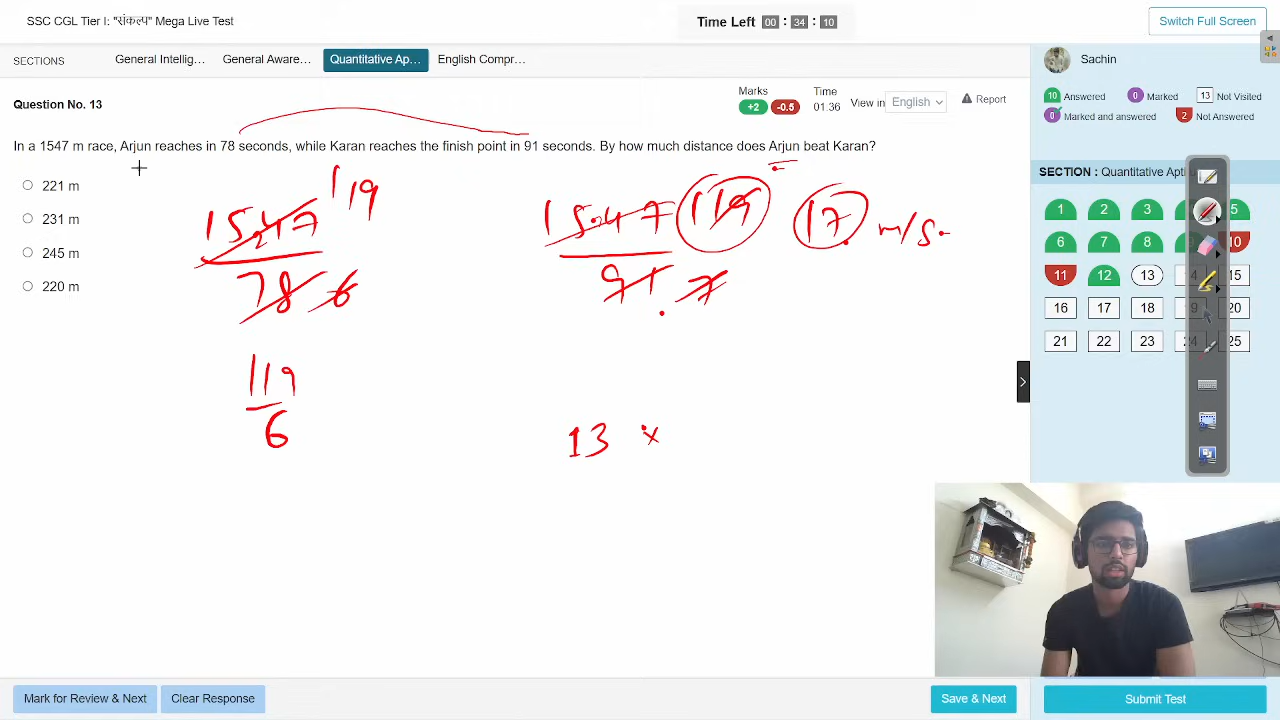 SSC CGL Tier I: "संकल्प" Mega Live Test
Time Left 00 : 34 : 10
Switch Full Screen
SECTIONS
General Intellig...
General Aware...
Quantitative Ap...
English Compr...
Sachin
Question No. 13
Marks
+2 -0.5
Time
01:36
View in English
Report
10 Answered
0 Marked
13 Not Visited
0 Marked and answered
2 Not Answered
In a 1547 m race, Arjun reaches in 78 seconds, while Karan reaches the finish point in 91 seconds. By how much distance does Arjun beat Karan?
221 m
231 m
245 m
220 m
1547 119
78 6
119
6
1547 119 17 m/s.
91 7
13 ×
SECTION : Quantitative Apti
1 2 3 5
6 7 8 10
11 12 13 14 15
16 17 18 19 20
21 22 23 24 25
Mark for Review & Next
Clear Response
Save & Next
Submit Test